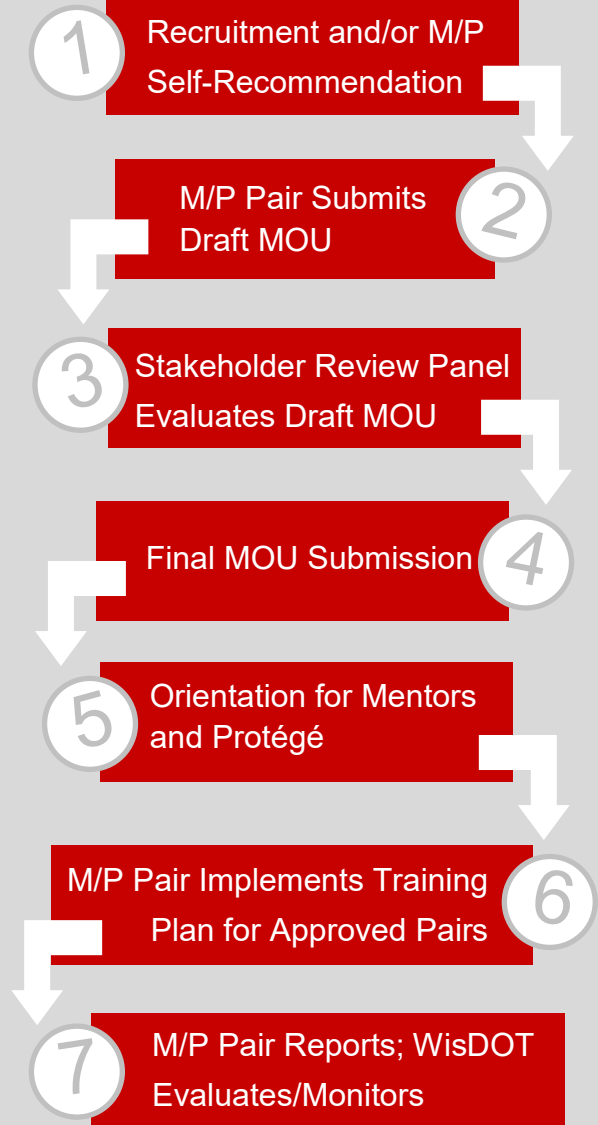 1
Recruitment and/or M/P
Self-Recommendation
M/P Pair Submits
Draft MOU
2
3
Stakeholder Review Panel
Evaluates Draft MOU
Final MOU Submission
4
5
Orientation for Mentors
and Protégé
M/P Pair Implements Training
Plan for Approved Pairs
6
7
M/P Pair Reports; WisDOT
Evaluates/Monitors